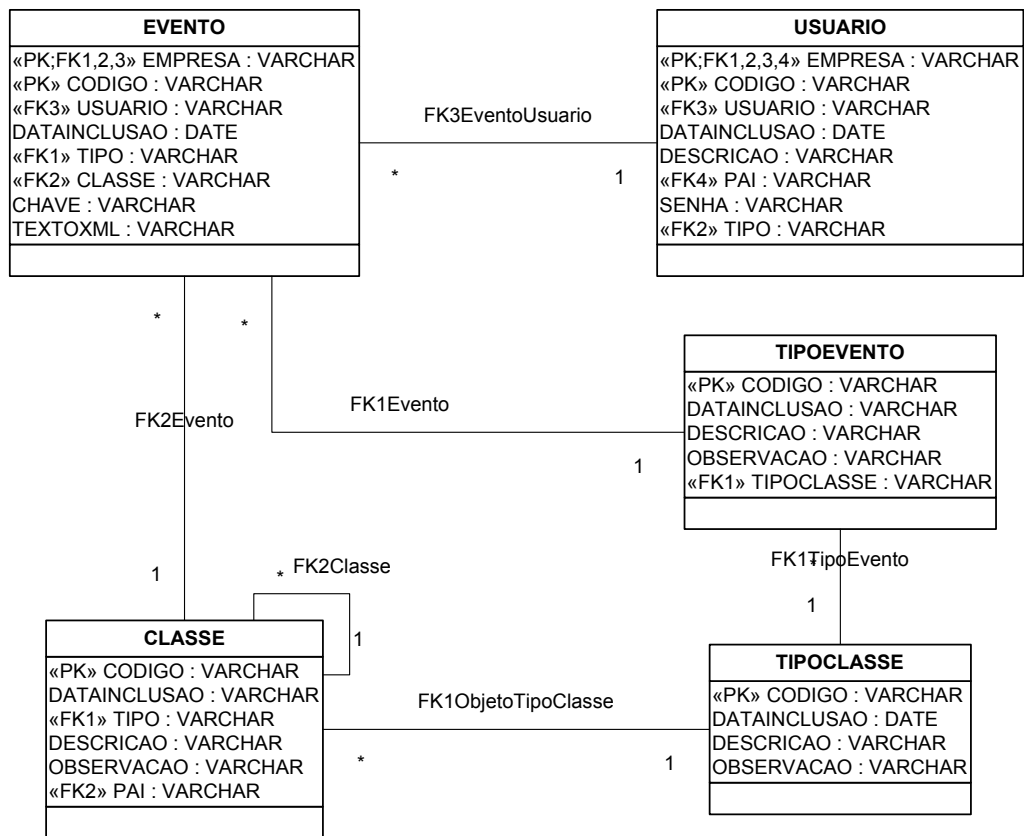 EVENTO
«PK;FK1,2,3» EMPRESA : VARCHAR
«PK» CODIGO : VARCHAR
«FK3» USUARIO : VARCHAR
DATAINCLUSAO : DATE
«FK1» TIPO : VARCHAR
«FK2» CLASSE : VARCHAR
CHAVE : VARCHAR
TEXTOXML : VARCHAR
FK3EventoUsuario
*
1
USUARIO
«PK;FK1,2,3,4» EMPRESA : VARCHAR
«PK» CODIGO : VARCHAR
«FK3» USUARIO : VARCHAR
DATAINCLUSAO : DATE
DESCRICAO : VARCHAR
«FK4» PAI : VARCHAR
SENHA : VARCHAR
«FK2» TIPO : VARCHAR
*
*
FK2Evento
FK1Evento
1
TIPOEVENTO
«PK» CODIGO : VARCHAR
DATAINCLUSAO : VARCHAR
DESCRICAO : VARCHAR
OBSERVACAO : VARCHAR
«FK1» TIPOCLASSE : VARCHAR
FK1TipoEvento
*
1
1
* FK2Classe
1
CLASSE
«PK» CODIGO : VARCHAR
DATAINCLUSAO : VARCHAR
«FK1» TIPO : VARCHAR
DESCRICAO : VARCHAR
OBSERVACAO : VARCHAR
«FK2» PAI : VARCHAR
FK1ObjetoTipoClasse
*
1
TIPOCLASSE
«PK» CODIGO : VARCHAR
DATAINCLUSAO : DATE
DESCRICAO : VARCHAR
OBSERVACAO : VARCHAR